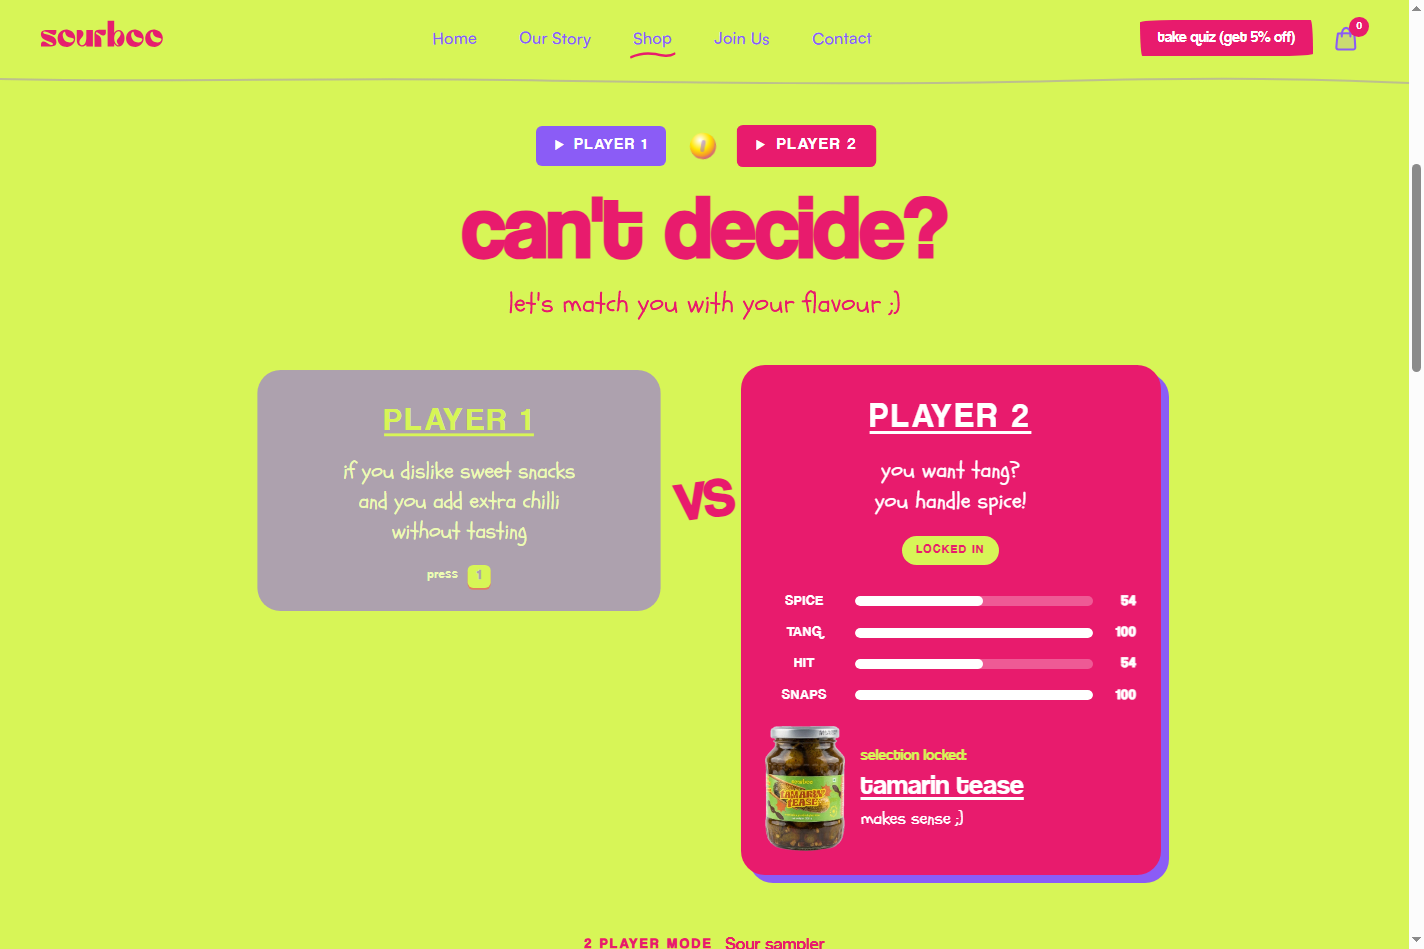 sourboo
Home
Our Story
Shop
Join Us
Contact
take quiz (get 5% off)
0
PLAYER 1
PLAYER 2
can't decide?
let's match you with your flavour ;)
PLAYER 1
if you dislike sweet snacks
and you add extra chilli
without tasting
press 1
VS
PLAYER 2
you want tang?
you handle spice!
LOCKED IN
SPICE 54
TANG 100
HIT 54
SNAPS 100
TAMARIN
TEASE
selection locked:
tamarin tease
makes sense ;)
2 PLAYER MODE Sour sampler